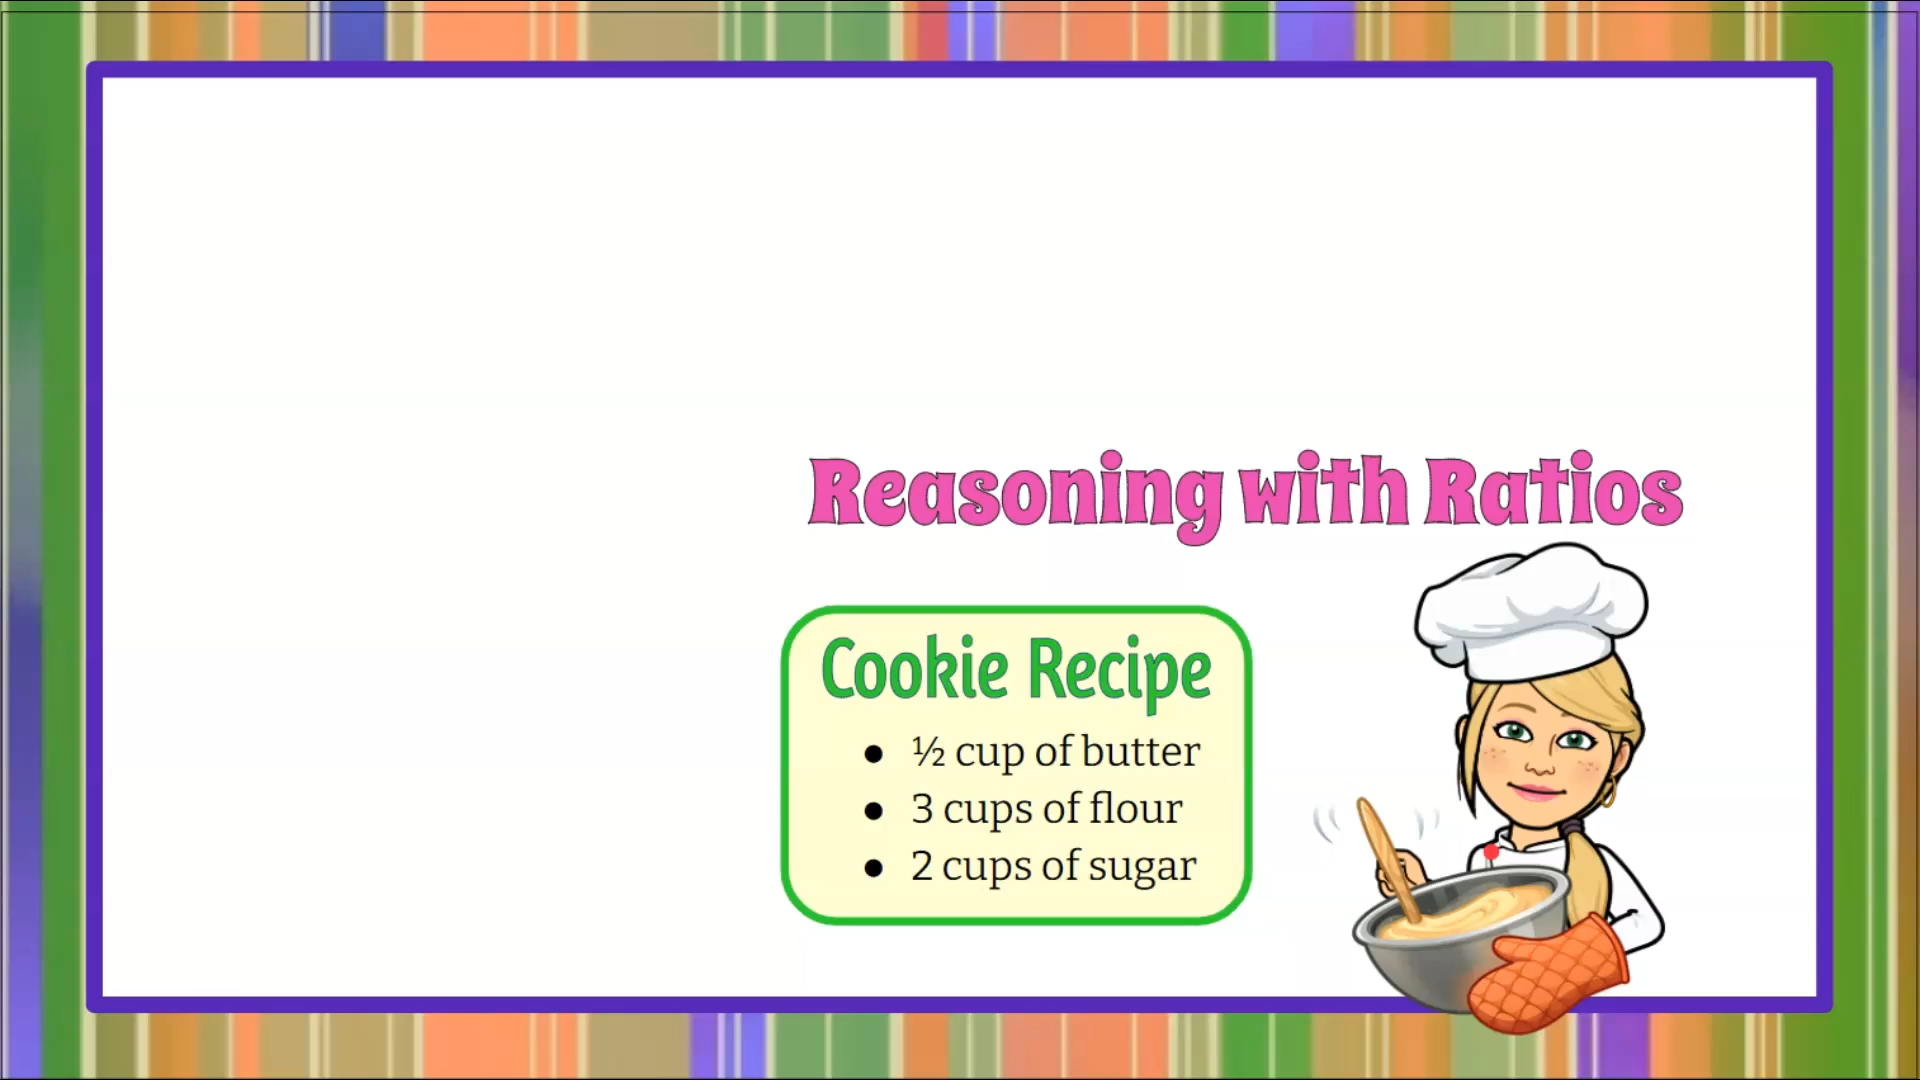 Reasoning with Ratios
Cookie Recipe
● ½ cup of butter
● 3 cups of flour
● 2 cups of sugar